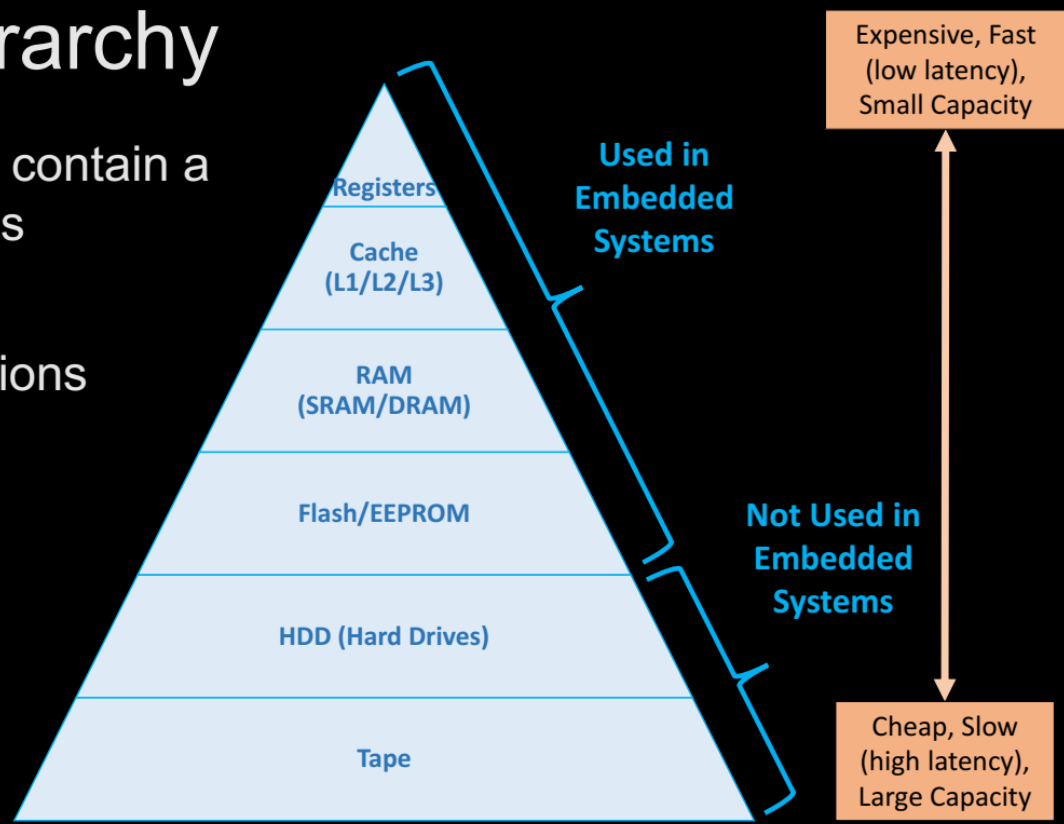 rarchy
contain a
s
ions
Registers
Cache
(L1/L2/L3)
RAM
(SRAM/DRAM)
Flash/EEPROM
HDD (Hard Drives)
Tape
Used in
Embedded
Systems
Not Used in
Embedded
Systems
Expensive, Fast
(low latency),
Small Capacity
Cheap, Slow
(high latency),
Large Capacity